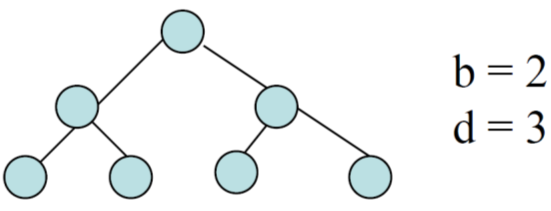 b = 2
d = 3